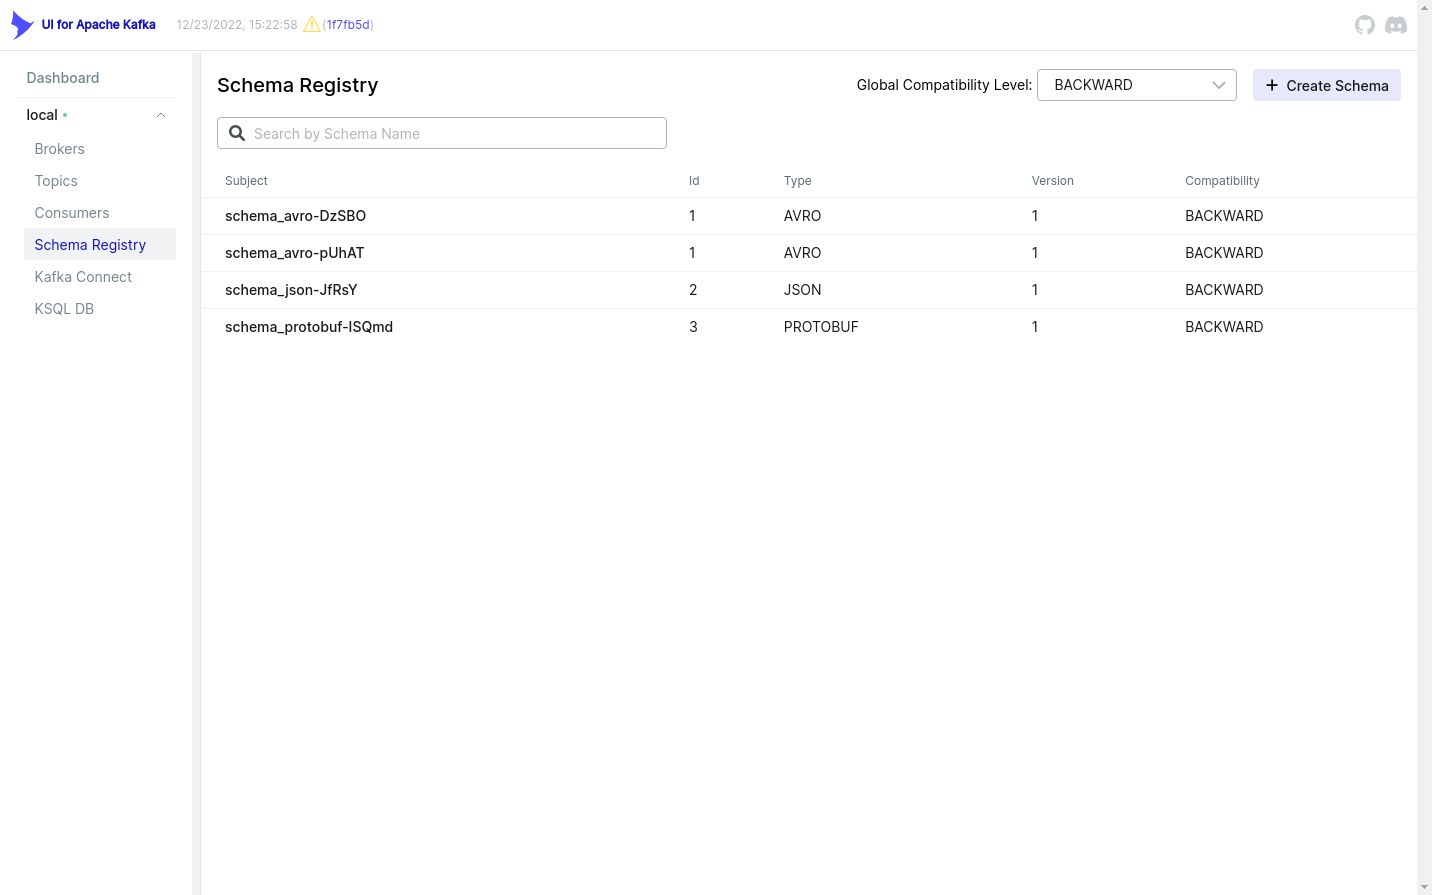 UI for Apache Kafka 12/23/2022, 15:22:58 (1f7fb5d)
Dashboard
local
Brokers
Topics
Consumers
Schema Registry
Kafka Connect
KSQL DB
Schema Registry
Global Compatibility Level: BACKWARD
Create Schema
Search by Schema Name
Subject Id Type Version Compatibility
schema_avro-DzSBO 1 AVRO 1 BACKWARD
schema_avro-pUhAT 1 AVRO 1 BACKWARD
schema_json-JfRsY 2 JSON 1 BACKWARD
schema_protobuf-ISQmd 3 PROTOBUF 1 BACKWARD